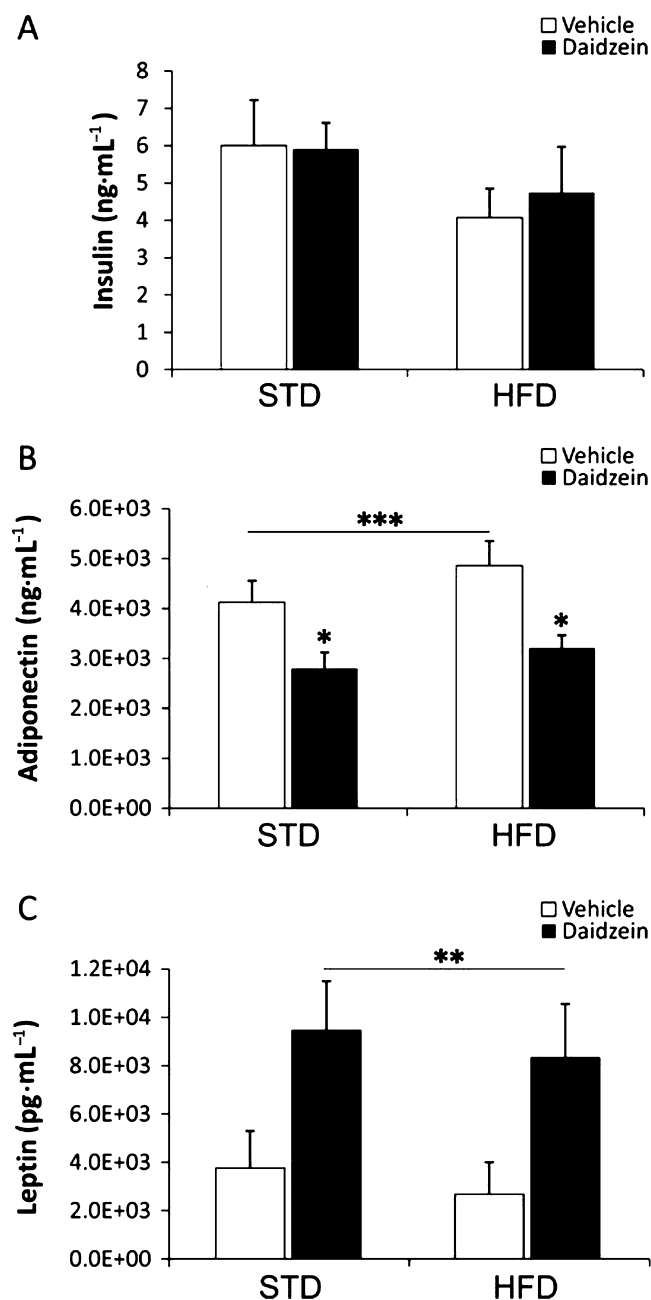 A
Vehicle
Daidzein
Insulin (ng·mL⁻¹)
8
7
6
5
4
3
2
1
0
STD HFD
B
Vehicle
Daidzein
Adiponectin (ng·mL⁻¹)
6.0E+03
5.0E+03
4.0E+03
3.0E+03
2.0E+03
1.0E+03
0.0E+00
***
*
*
STD HFD
C
Vehicle
Daidzein
Leptin (pg·mL⁻¹)
1.2E+04
1.0E+04
8.0E+03
6.0E+03
4.0E+03
2.0E+03
0.0E+00
**
STD HFD